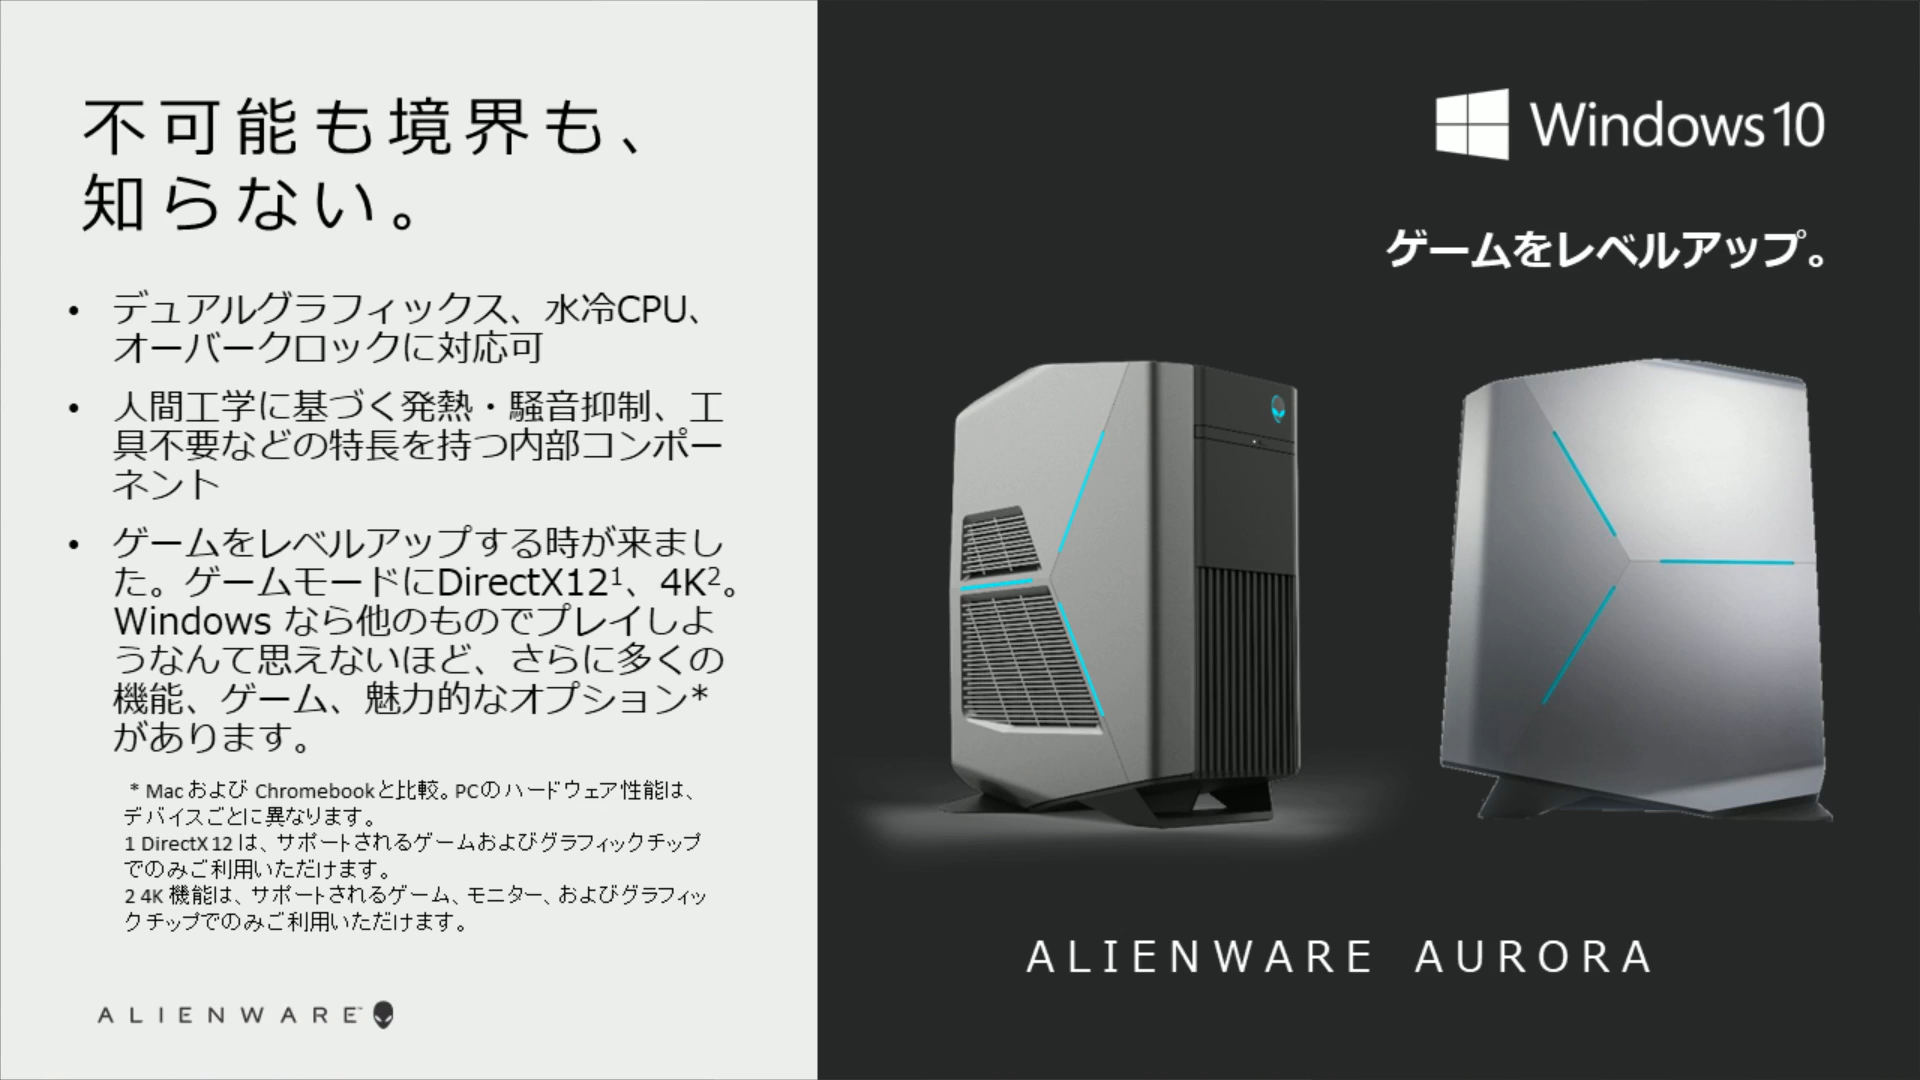 不可能も境界も、
知らない。
• デュアルグラフィックス、水冷CPU、
オーバークロックに対応可
• 人間工学に基づく発熱・騒音抑制、工
具不要などの特長を持つ内部コンポー
ネント
• ゲームをレベルアップする時が来まし
た。ゲームモードにDirectX12¹、4K²。
Windows なら他のものでプレイしよ
うなんて思えないほど、さらに多くの
機能、ゲーム、魅力的なオプション*
があります。
* Mac および Chromebookと比較。PCのハードウェア性能は、
デバイスごとに異なります。
1 DirectX 12 は、サポートされるゲームおよびグラフィックチップ
でのみご利用いただけます。
2 4K 機能は、サポートされるゲーム、モニター、およびグラフィッ
クチップでのみご利用いただけます。
ALIENWARE™
Windows 10
ゲームをレベルアップ。
ALIENWARE AURORA